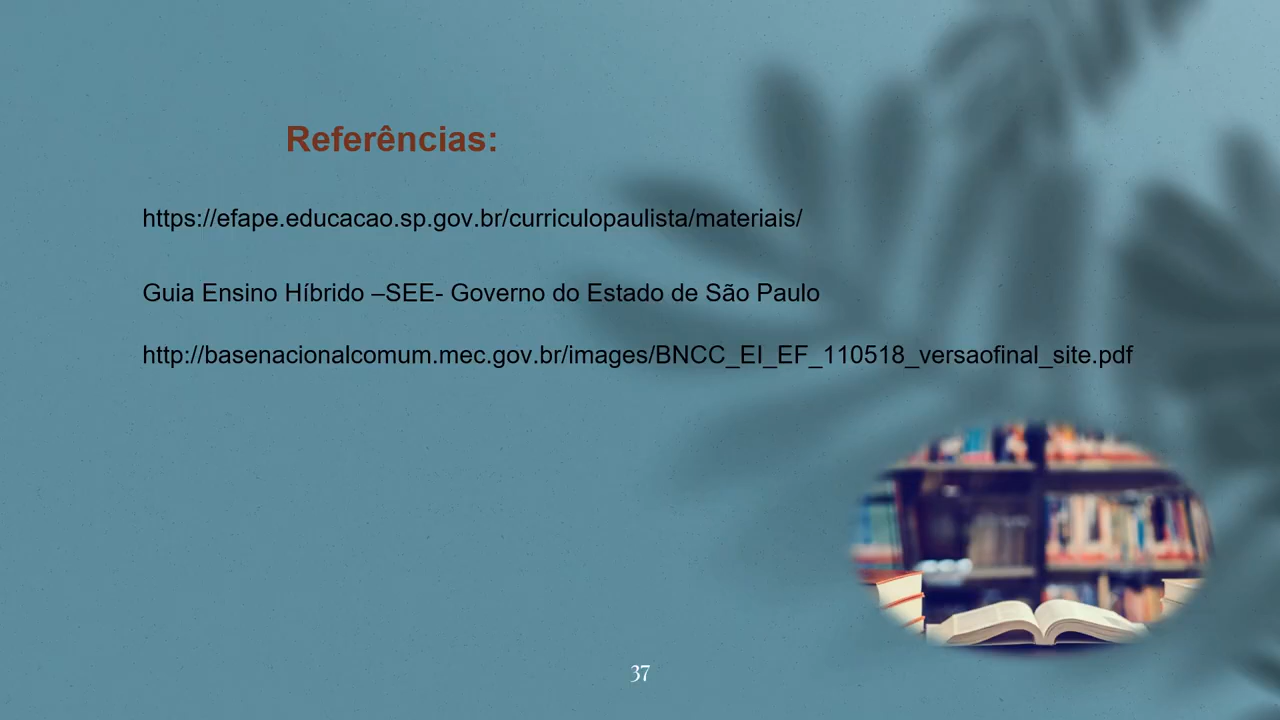 Referências:
https://efape.educacao.sp.gov.br/curriculopaulista/materiais/
Guia Ensino Híbrido –SEE- Governo do Estado de São Paulo
http://basenacionalcomum.mec.gov.br/images/BNCC_EI_EF_110518_versaofinal_site.pdf
37